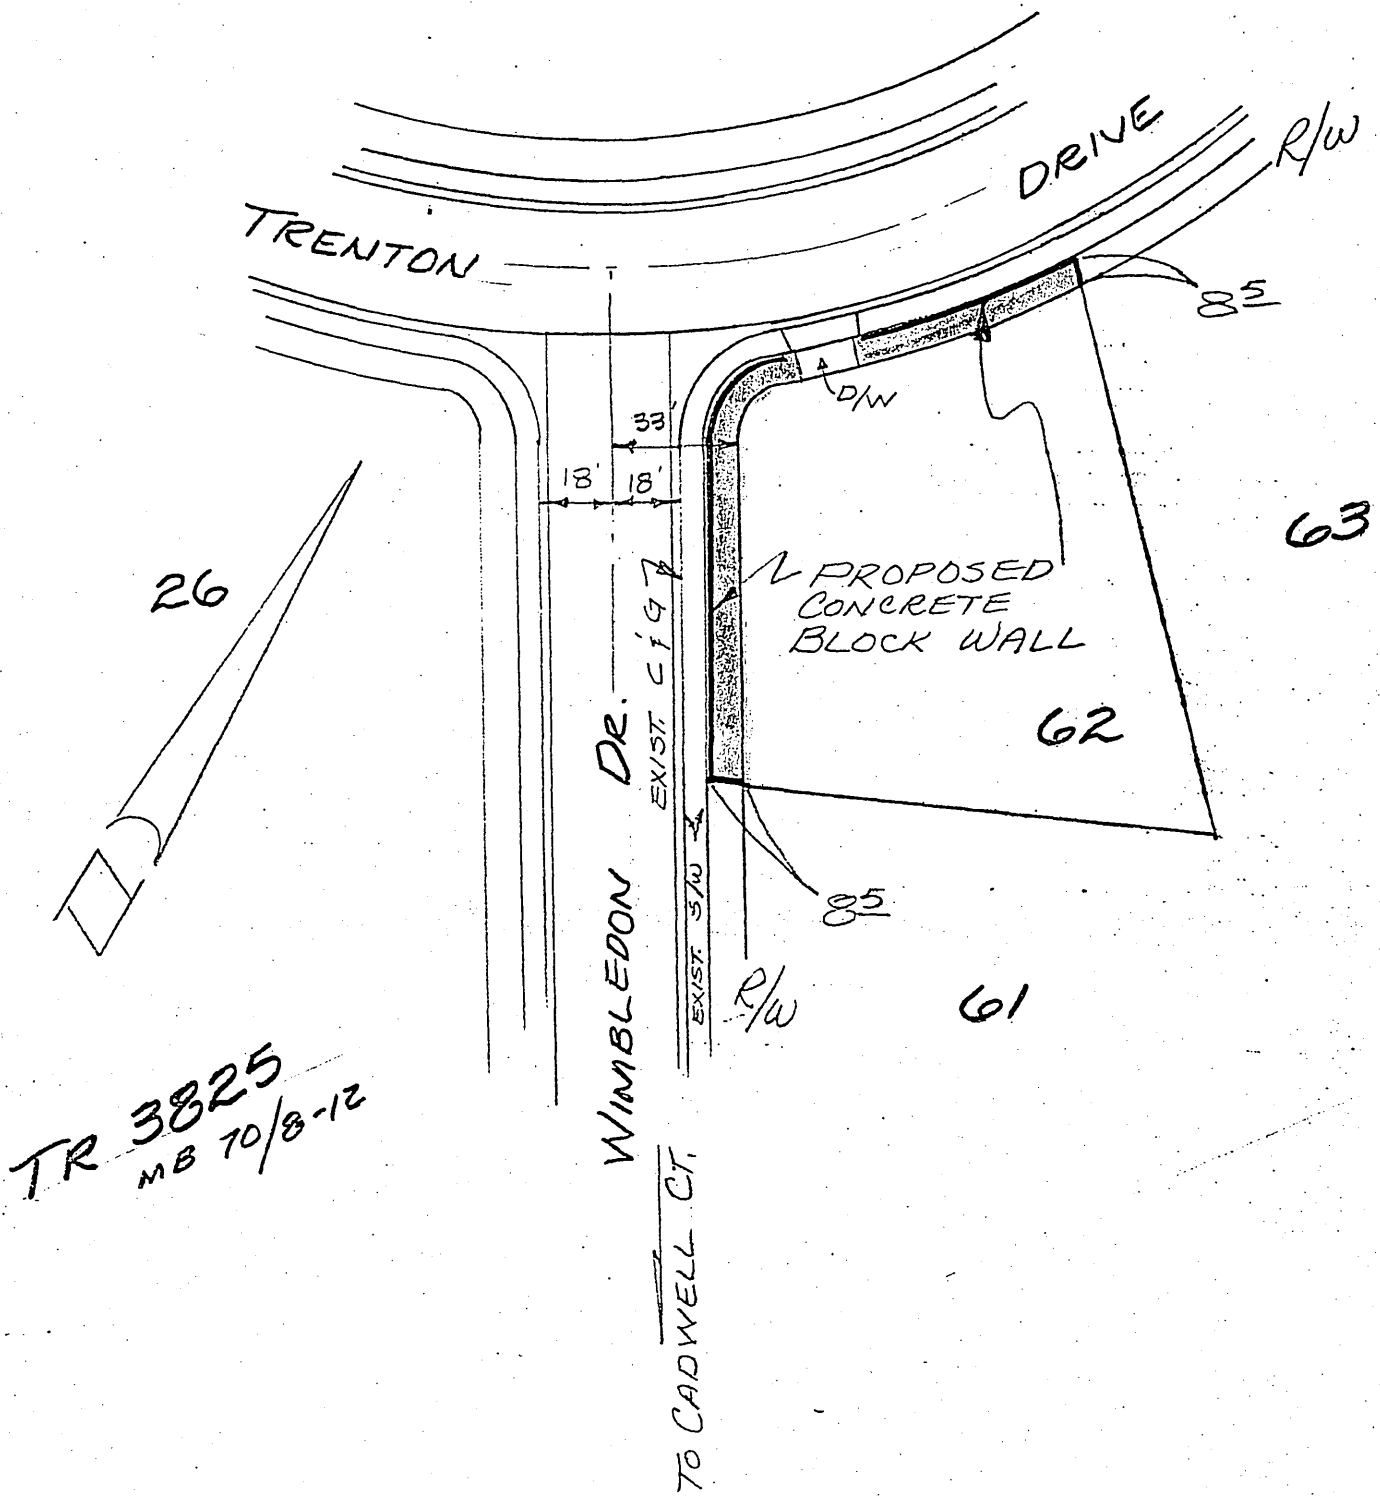 TRENTON DRIVE
R/W
8 5
D/W
33'
18' 18'
63
26
PROPOSED
CONCRETE
BLOCK WALL
62
EXIST. C & G
WIMBLEDON DR.
EXIST. S/W
8 5
R/W
61
TR 3825
MB 70/8-12
TO CADWELL CT.